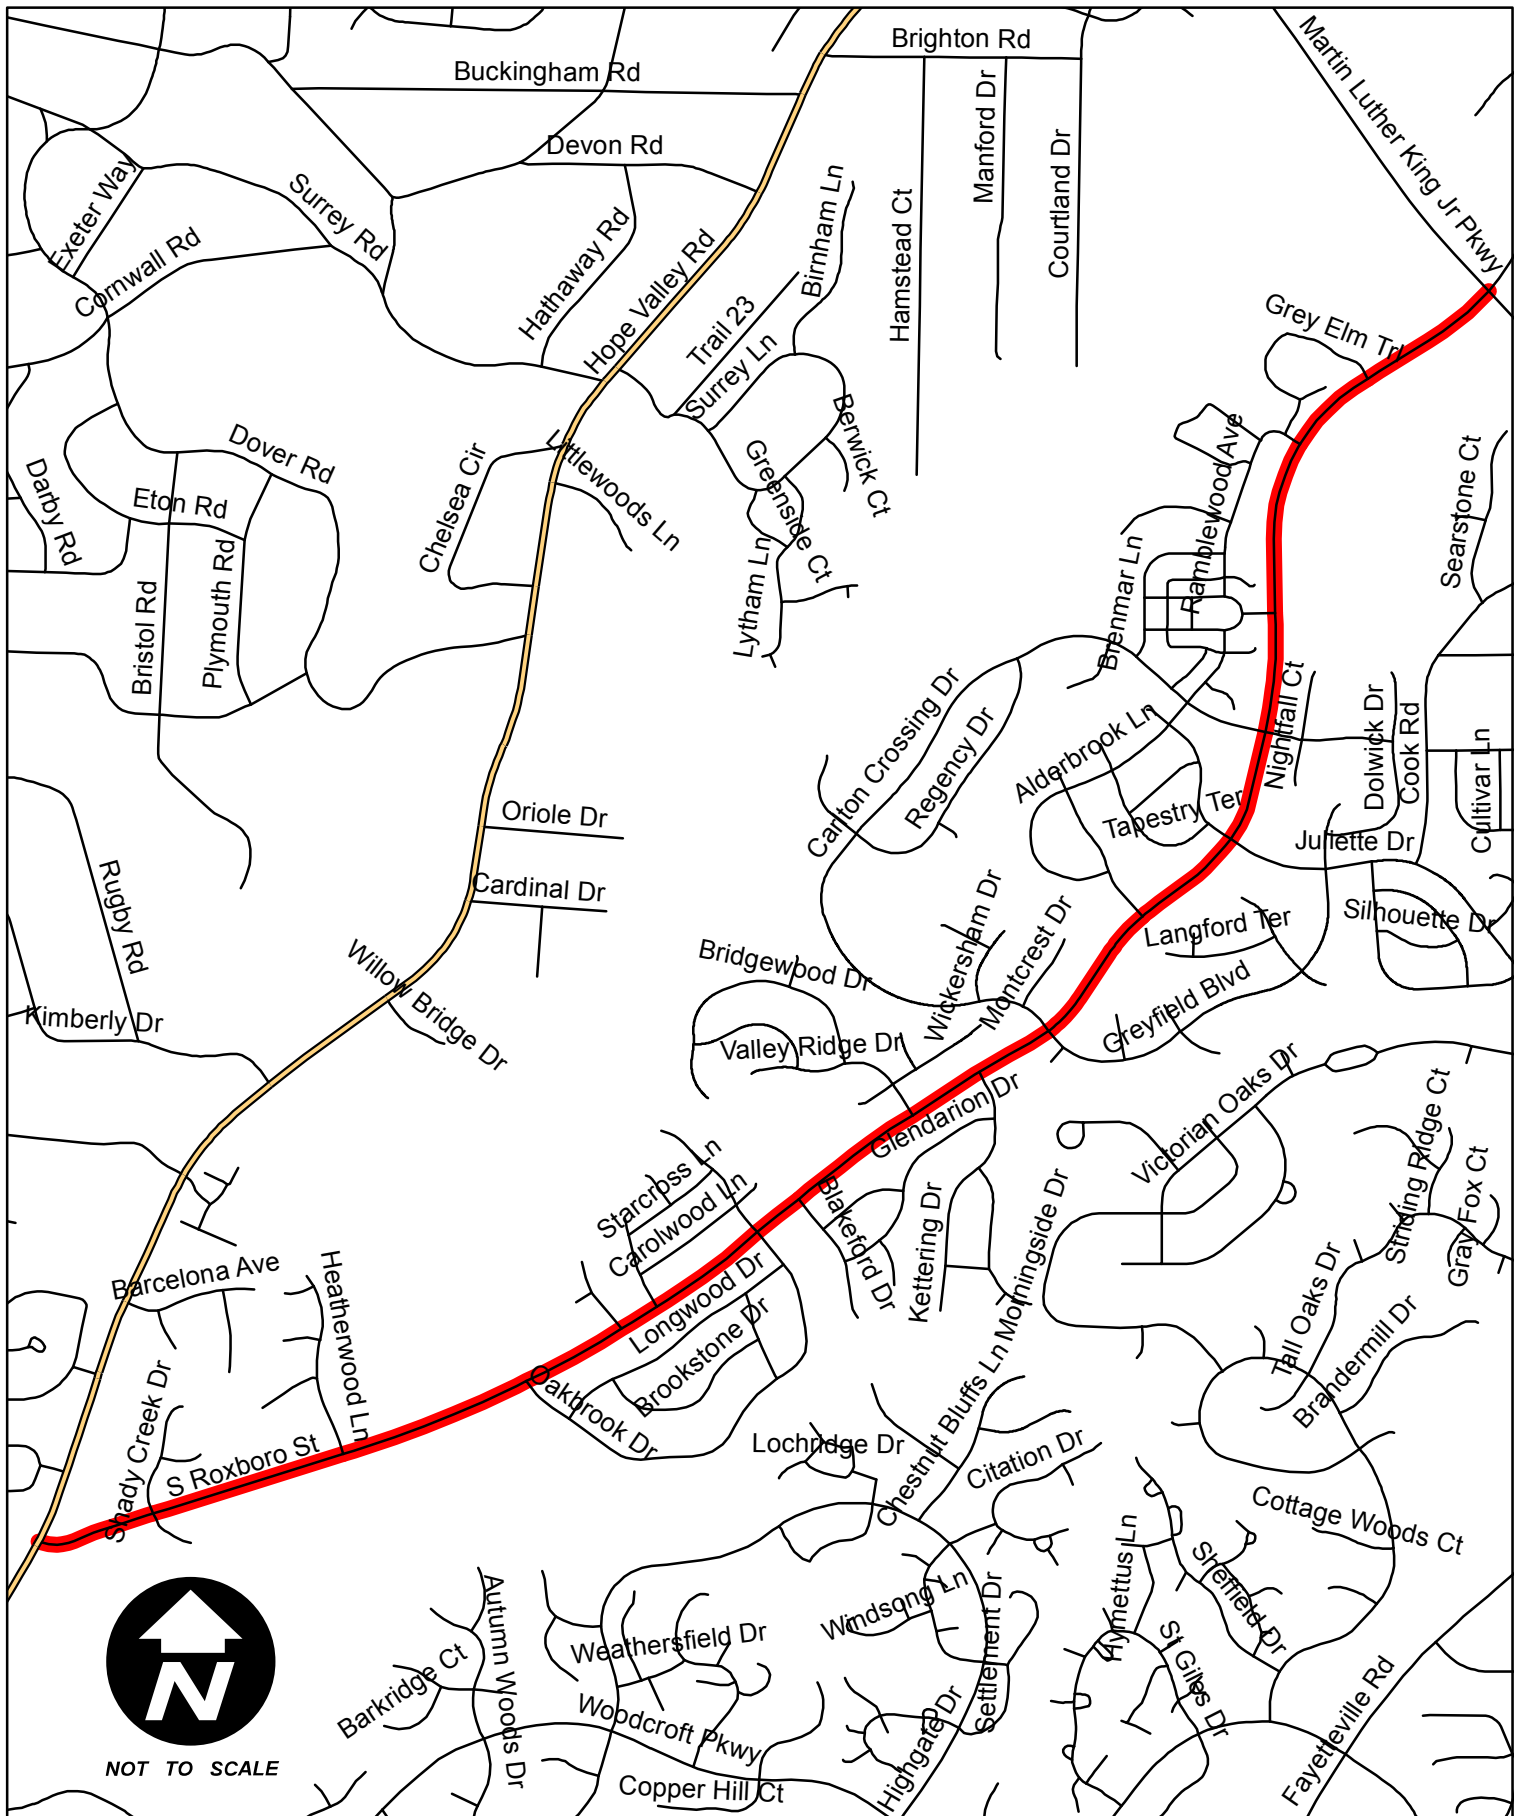 Brighton Rd
Martin Luther King Jr Pkwy
Buckingham Rd
Manford Dr
Devon Rd
Courtland Dr
Exeter Way
Surrey Rd
Birnham Ln
Hamstead Ct
Cornwall Rd
Hathaway Rd
Hope Valley Rd
Trail 23
Surrey Ln
Grey Elm Trl
Berwick Ct
Dover Rd
Darby Rd
Eton Rd
Chelsea Cir
Littlewoods Ln
Greenside Ct
Ramblewood Ave
Searstone Ct
Bristol Rd
Plymouth Rd
Lytham Ln
Brenmar Ln
Carlton Crossing Dr
Regency Dr
Alderbrook Ln
Nightfall Ct
Dolwick Dr
Cook Rd
Cultivar Ln
Oriole Dr
Tapestry Ter
Juliette Dr
Cardinal Dr
Rugby Rd
Wickersham Dr
Montcrest Dr
Langford Ter
Silhouette Dr
Willow Bridge Dr
Bridgewood Dr
Greyfield Blvd
Kimberly Dr
Valley Ridge Dr
Victorian Oaks Dr
Glendarion Dr
Striding Ridge Ct
Gray Fox Ct
Starcross Ln
Carolwood Ln
Blakeford Dr
Kettering Dr
Morningside Dr
Barcelona Ave
Heatherwood Ln
Longwood Dr
Brookstone Dr
Tall Oaks Dr
Brandermill Dr
Shady Creek Dr
Oakbrook Dr
S Roxboro St
Lochridge Dr
Chestnut Bluffs Ln
Citation Dr
Cottage Woods Ct
Hymettus Ln
Sheffield Dr
Autumn Woods Dr
Windsong Ln
Settlement Dr
Weathersfield Dr
St Giles Dr
Barkridge Ct
Woodcroft Pkwy
Highgate Dr
Fayetteville Rd
Copper Hill Ct
N
NOT TO SCALE